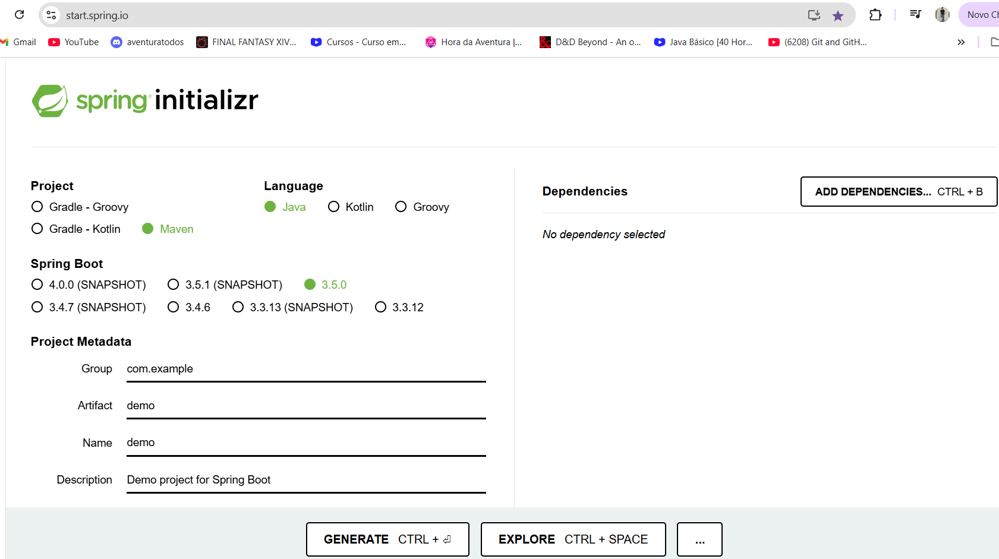 start.spring.io
Novo Ch
Gmail YouTube aventuratodos FINAL FANTASY XIV... Cursos - Curso em... Hora da Aventura |... D&D Beyond - An o... Java Básico [40 Hor... (6208) Git and GitH...
spring initializr
Project
Gradle - Groovy
Gradle - Kotlin Maven
Language
Java Kotlin Groovy
Spring Boot
4.0.0 (SNAPSHOT) 3.5.1 (SNAPSHOT) 3.5.0
3.4.7 (SNAPSHOT) 3.4.6 3.3.13 (SNAPSHOT) 3.3.12
Project Metadata
Group com.example
Artifact demo
Name demo
Description Demo project for Spring Boot
Dependencies
ADD DEPENDENCIES... CTRL + B
No dependency selected
GENERATE CTRL + ⏎
EXPLORE CTRL + SPACE
...